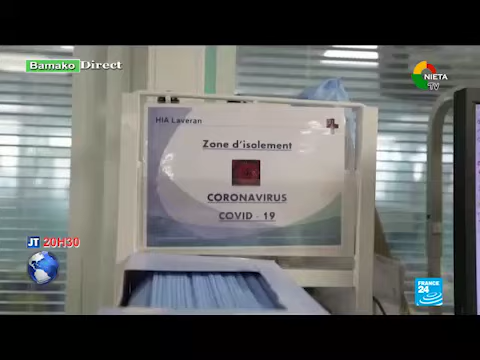 Bamako Direct
NIETA
TV
HIA Laveran
Zone d'isolement
CORONAVIRUS
COVID - 19
JT 20H30
FRANCE
24